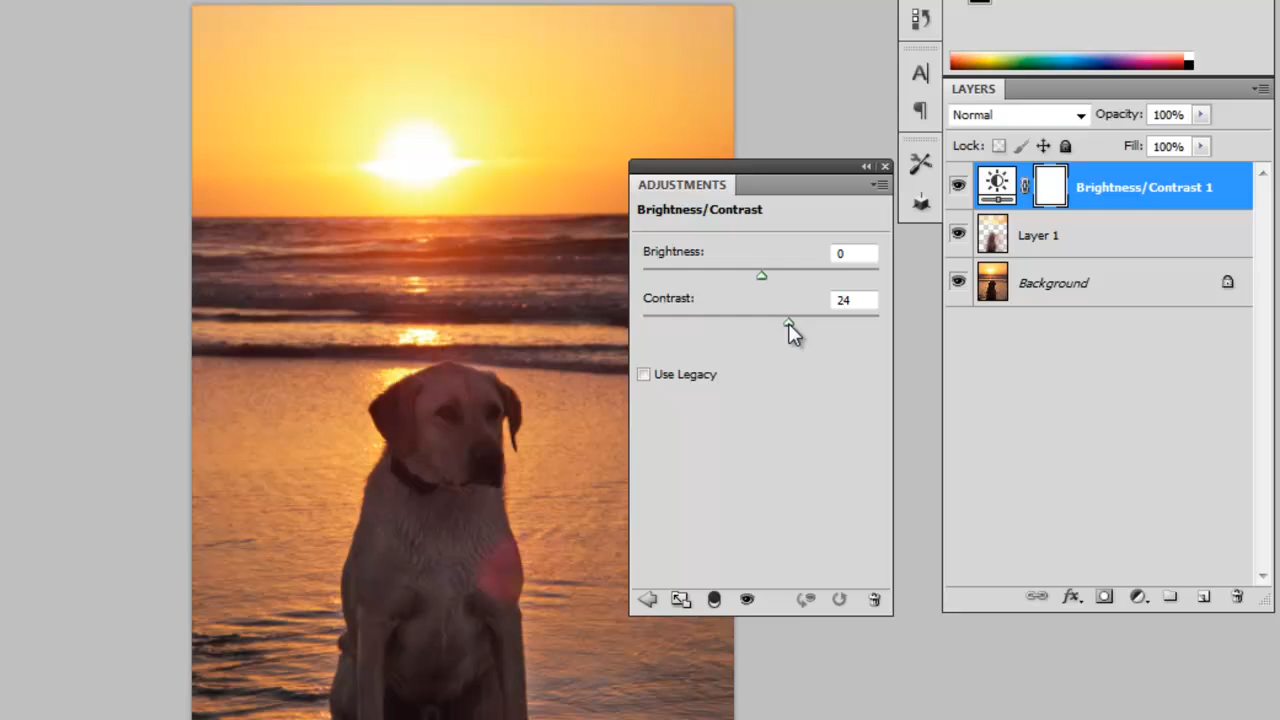 A|
LAYERS
Normal Opacity: 100%
Lock: Fill: 100%
Brightness/Contrast 1
Layer 1
Background
ADJUSTMENTS
Brightness/Contrast
Brightness: 0
Contrast: 24
Use Legacy
fx